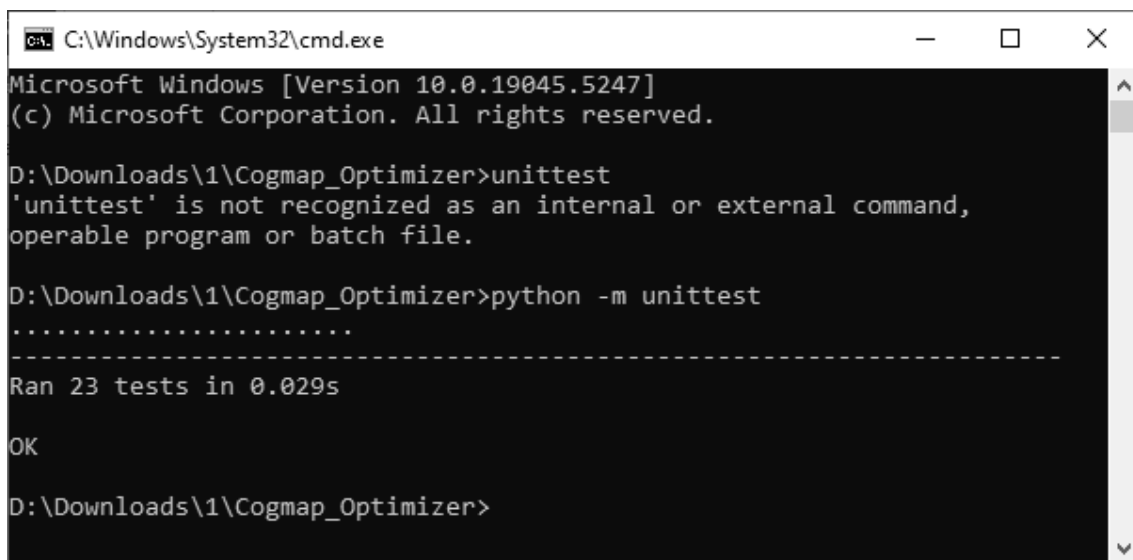 C:\Windows\System32\cmd.exe
Microsoft Windows [Version 10.0.19045.5247]
(c) Microsoft Corporation. All rights reserved.
D:\Downloads\1\Cogmap_Optimizer>unittest
'unittest' is not recognized as an internal or external command,
operable program or batch file.
D:\Downloads\1\Cogmap_Optimizer>python -m unittest
.......................
----------------------------------------------------------------------
Ran 23 tests in 0.029s
OK
D:\Downloads\1\Cogmap_Optimizer>